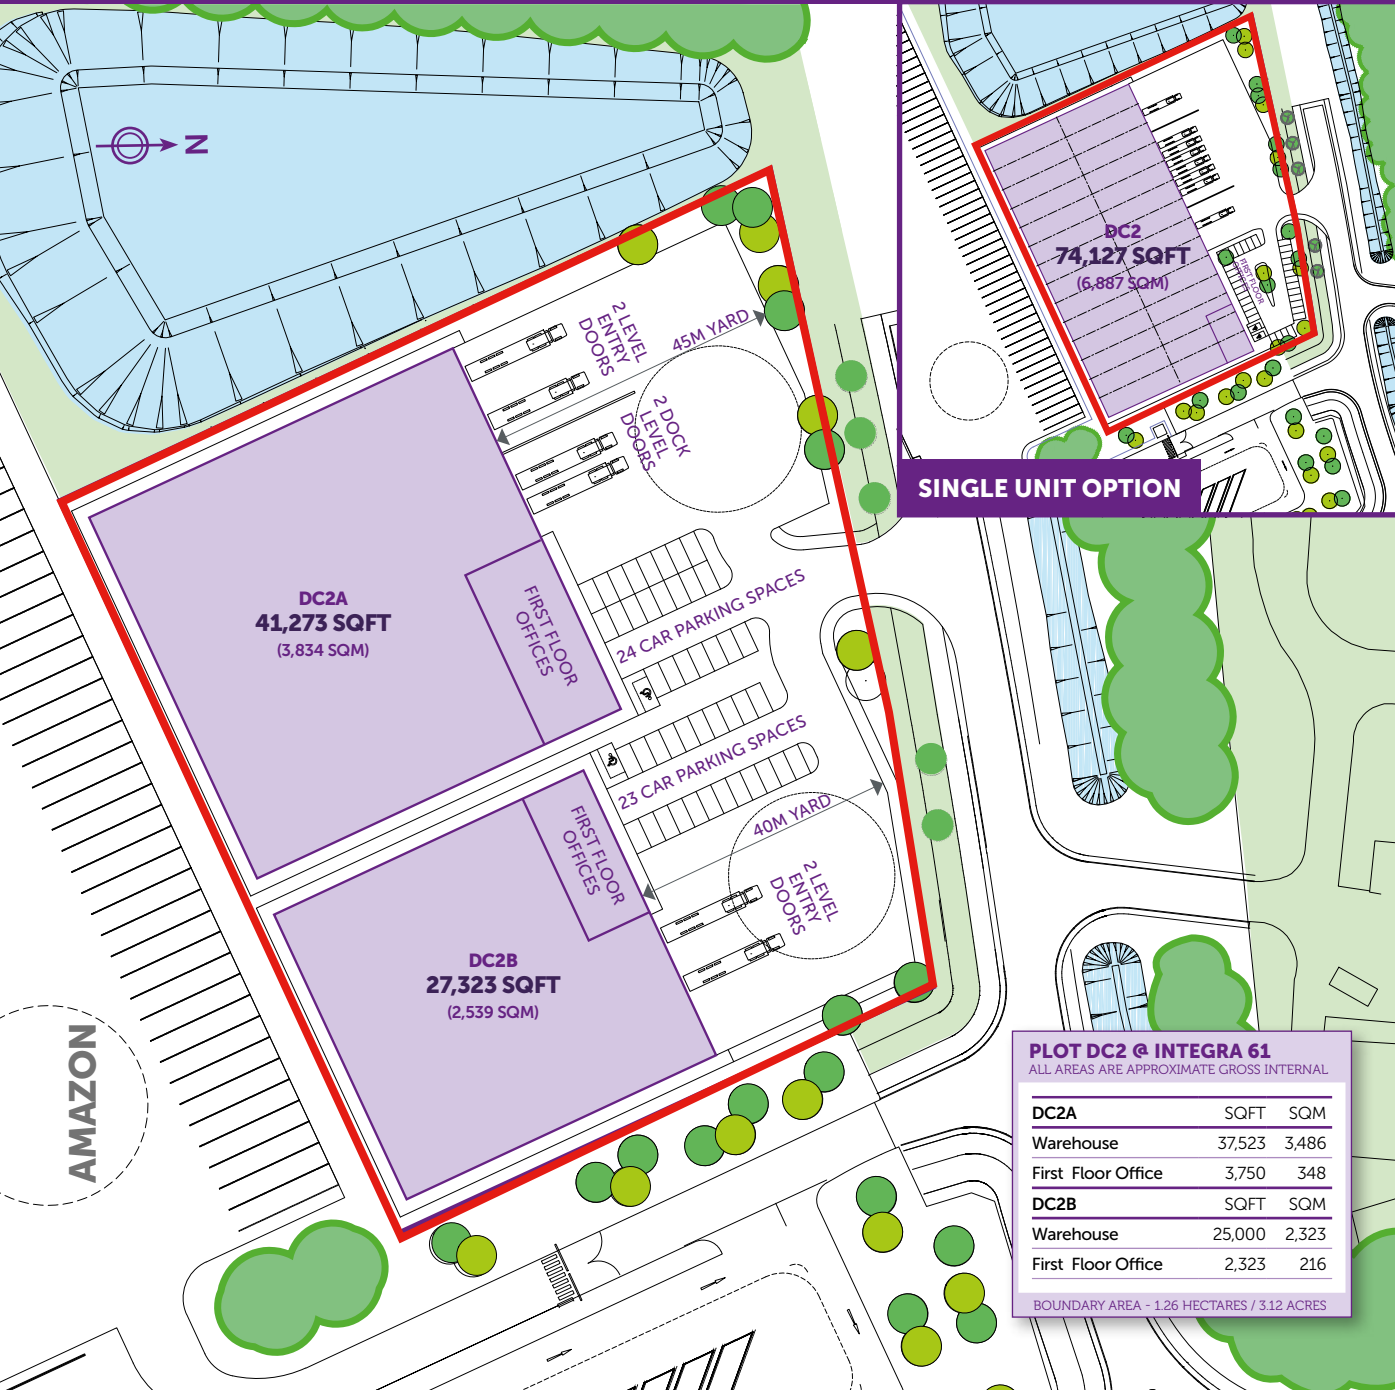 N
2 LEVEL
ENTRY
DOORS
45M YARD
2 DOCK
LEVEL
DOORS
DC2A
41,273 SQFT
(3,834 SQM)
FIRST FLOOR
OFFICES
24 CAR PARKING SPACES
23 CAR PARKING SPACES
FIRST FLOOR
OFFICES
40M YARD
2 LEVEL
ENTRY
DOORS
DC2B
27,323 SQFT
(2,539 SQM)
AMAZON
DC2
74,127 SQFT
(6,887 SQM)
FIRST FLOOR
SINGLE UNIT OPTION
PLOT DC2 @ INTEGRA 61
ALL AREAS ARE APPROXIMATE GROSS INTERNAL
DC2A SQFT SQM
Warehouse 37,523 3,486
First Floor Office 3,750 348
DC2B SQFT SQM
Warehouse 25,000 2,323
First Floor Office 2,323 216
BOUNDARY AREA - 1.26 HECTARES / 3.12 ACRES